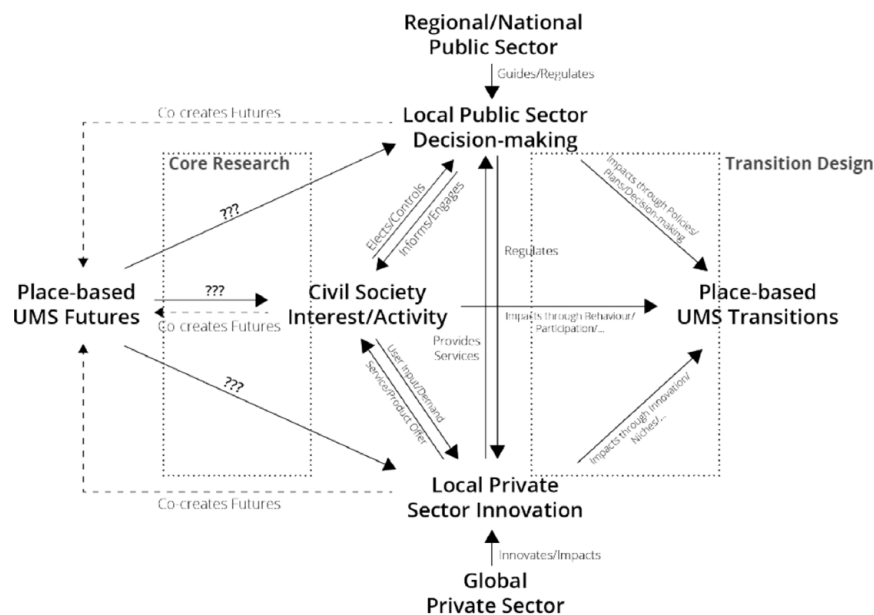 Regional/National
Public Sector
Guides/Regulates
Co-creates Futures
Local Public Sector
Decision-making
Core Research
Transition Design
???
Elects/Controls
Informs/Engages
Impacts through Policies/
Plans/Decision-making
Regulates
Place-based
UMS Futures
???
Co-creates Futures
Civil Society
Interest/Activity
Impacts through Behaviour/
Participation/...
Place-based
UMS Transitions
Provides
Services
???
User Input/Demand
Service/Product Offer
Impacts through Innovation/
Niches/...
Local Private
Sector Innovation
Co-creates Futures
Innovates/Impacts
Global
Private Sector